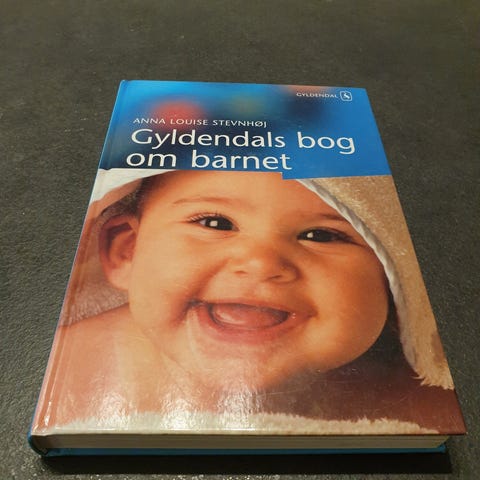 GYLDENDAL
ANNA LOUISE STEVNHØJ
Gyldendals bog
om barnet